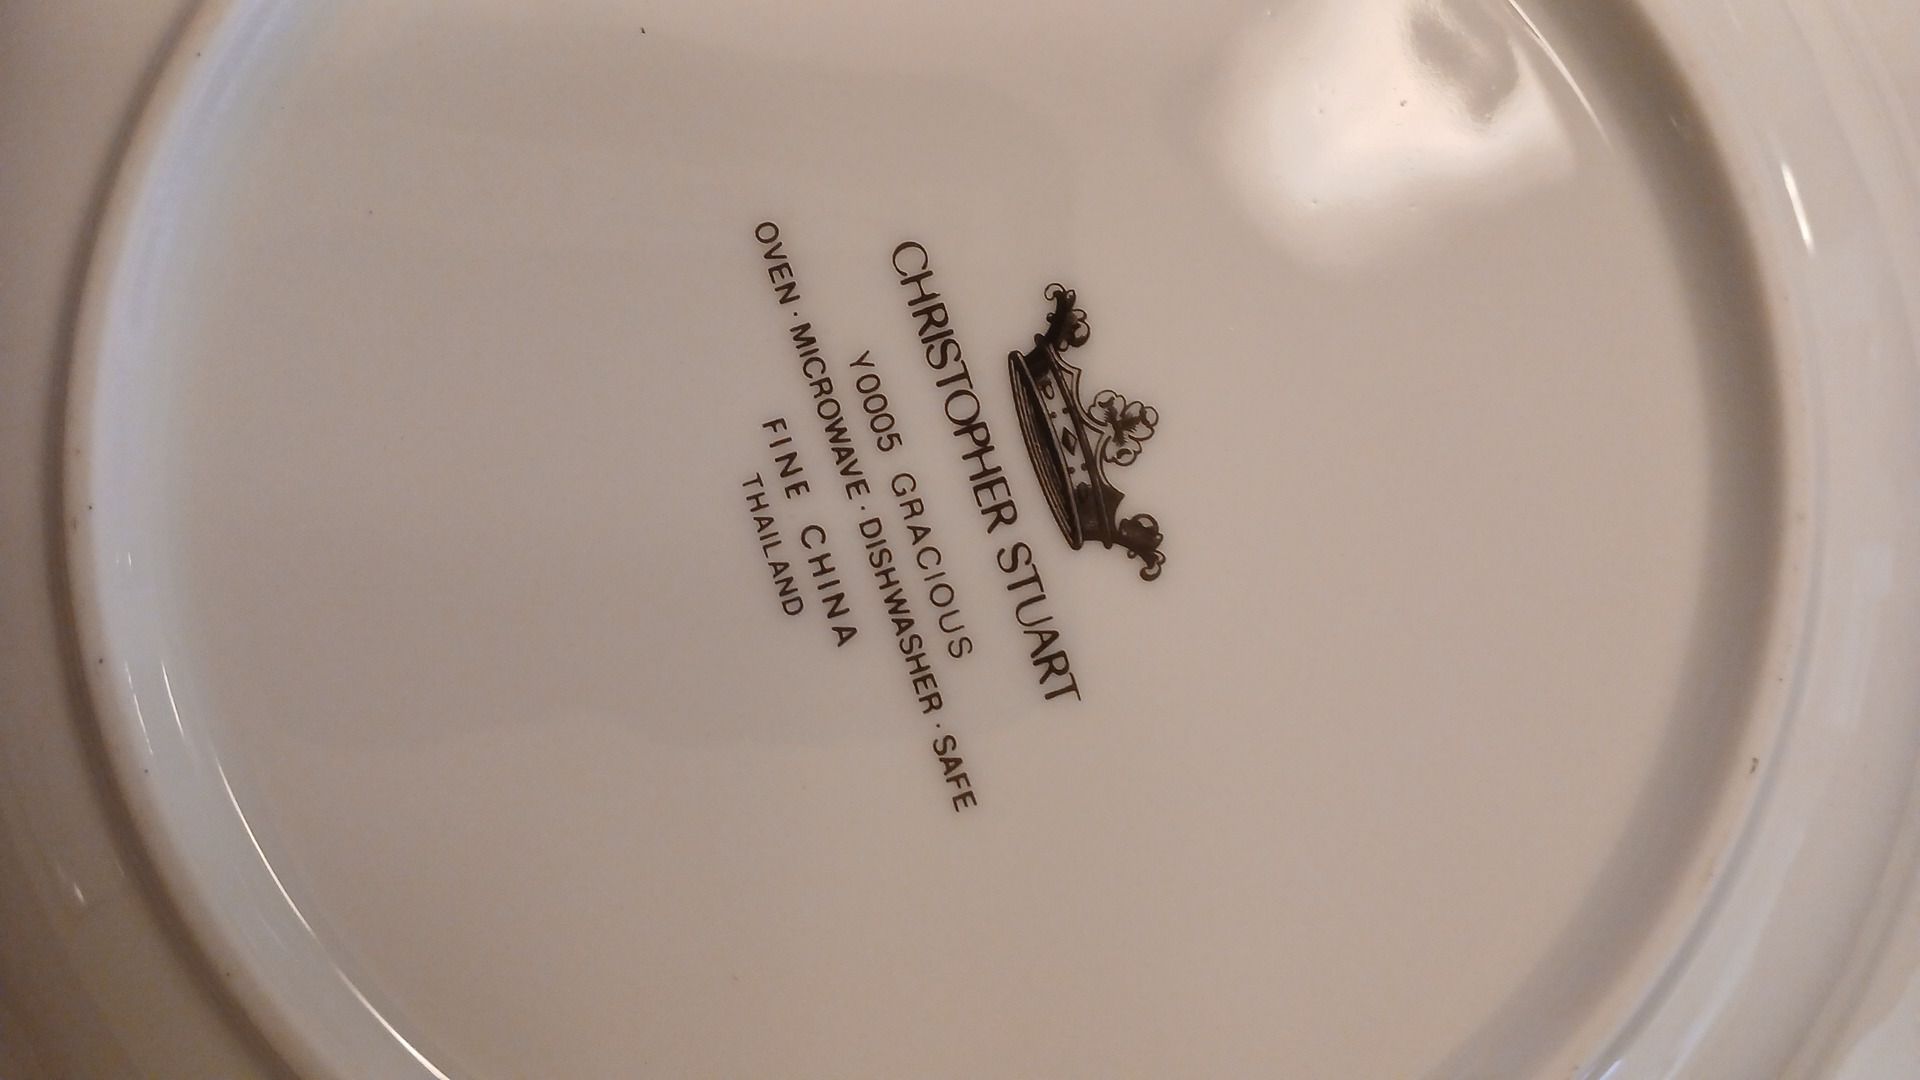 CHRISTOPHER STUART
Y0005 GRACIOUS
OVEN · MICROWAVE · DISHWASHER · SAFE
FINE CHINA
THAILAND